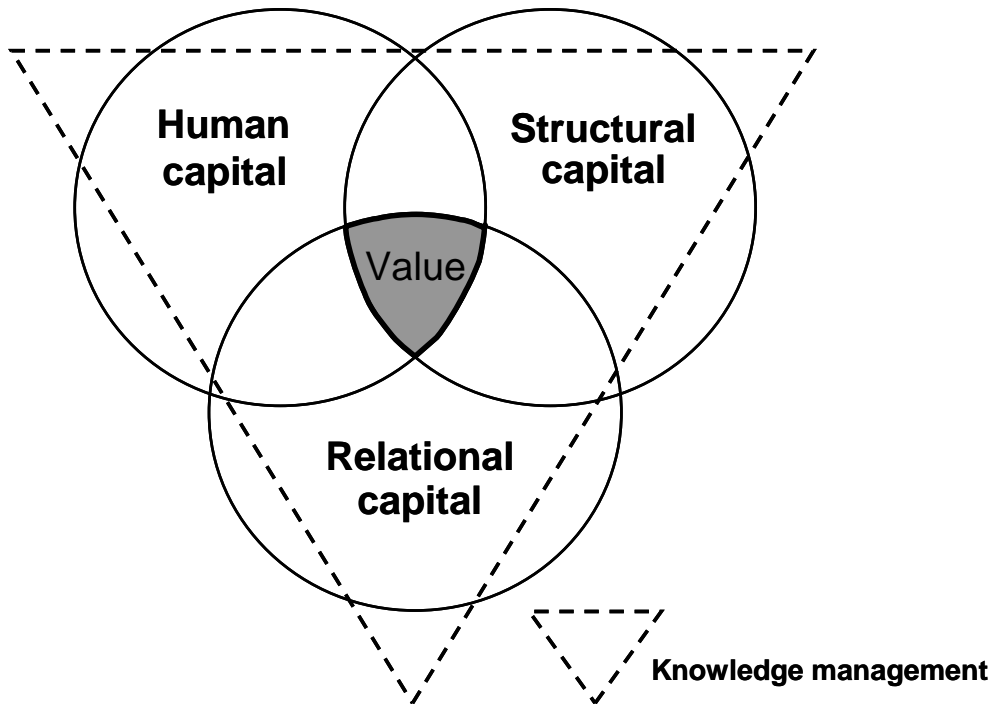 Human
capital
Structural
capital
Value
Relational
capital
Knowledge management